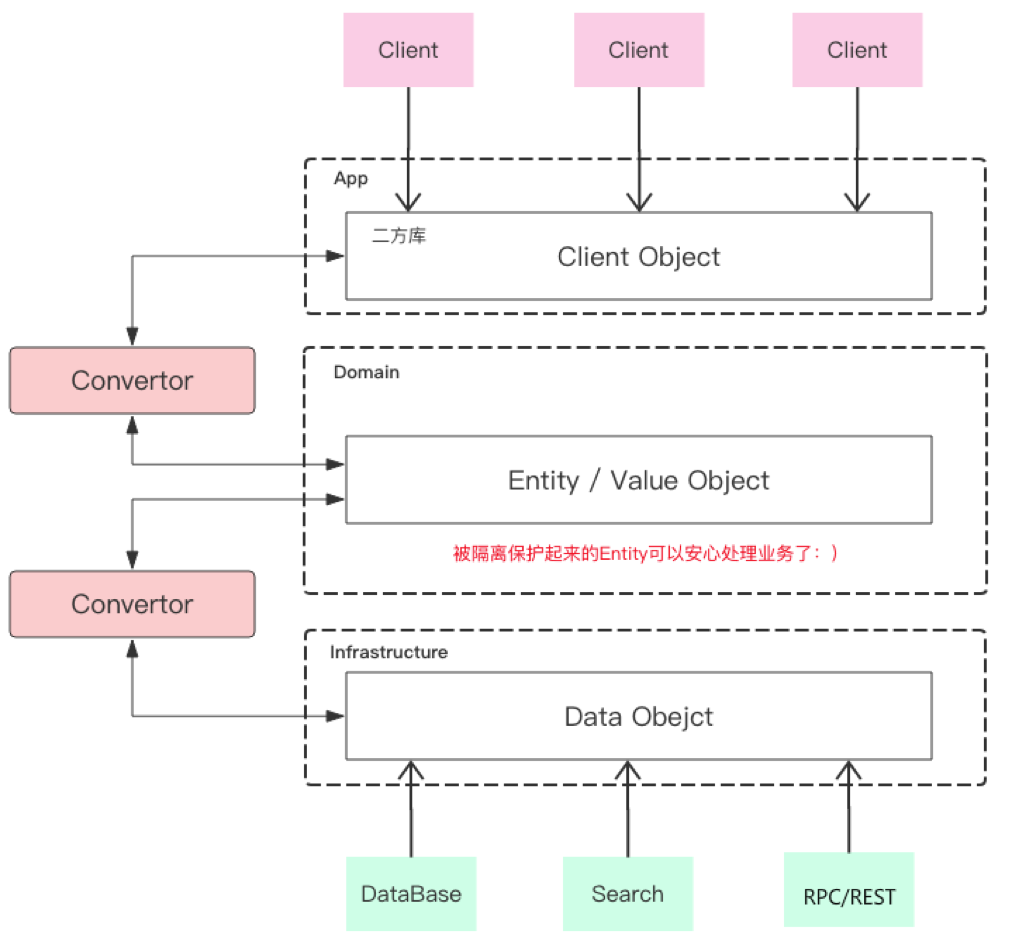 Client
Client
Client
App
二方库
Client Object
Convertor
Domain
Entity / Value Object
被隔离保护起来的Entity可以安心处理业务了：）
Convertor
Infrastructure
Data Obejct
DataBase
Search
RPC/REST